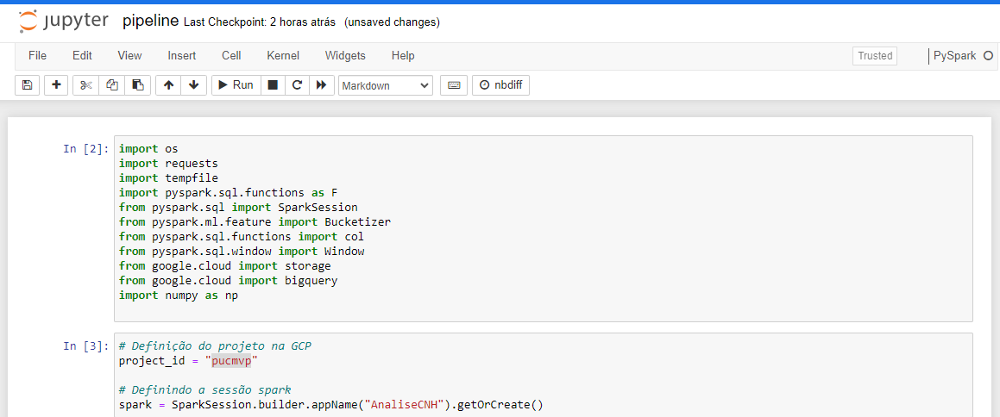 jupyter pipeline Last Checkpoint: 2 horas atrás (unsaved changes)
File Edit View Insert Cell Kernel Widgets Help Trusted PySpark
Run Markdown nbdiff
In [2]: import os
import requests
import tempfile
import pyspark.sql.functions as F
from pyspark.sql import SparkSession
from pyspark.ml.feature import Bucketizer
from pyspark.sql.functions import col
from pyspark.sql.window import Window
from google.cloud import storage
from google.cloud import bigquery
import numpy as np
In [3]: # Definição do projeto na GCP
project_id = "pucmvp"
# Definindo a sessão spark
spark = SparkSession.builder.appName("AnaliseCNH").getOrCreate()